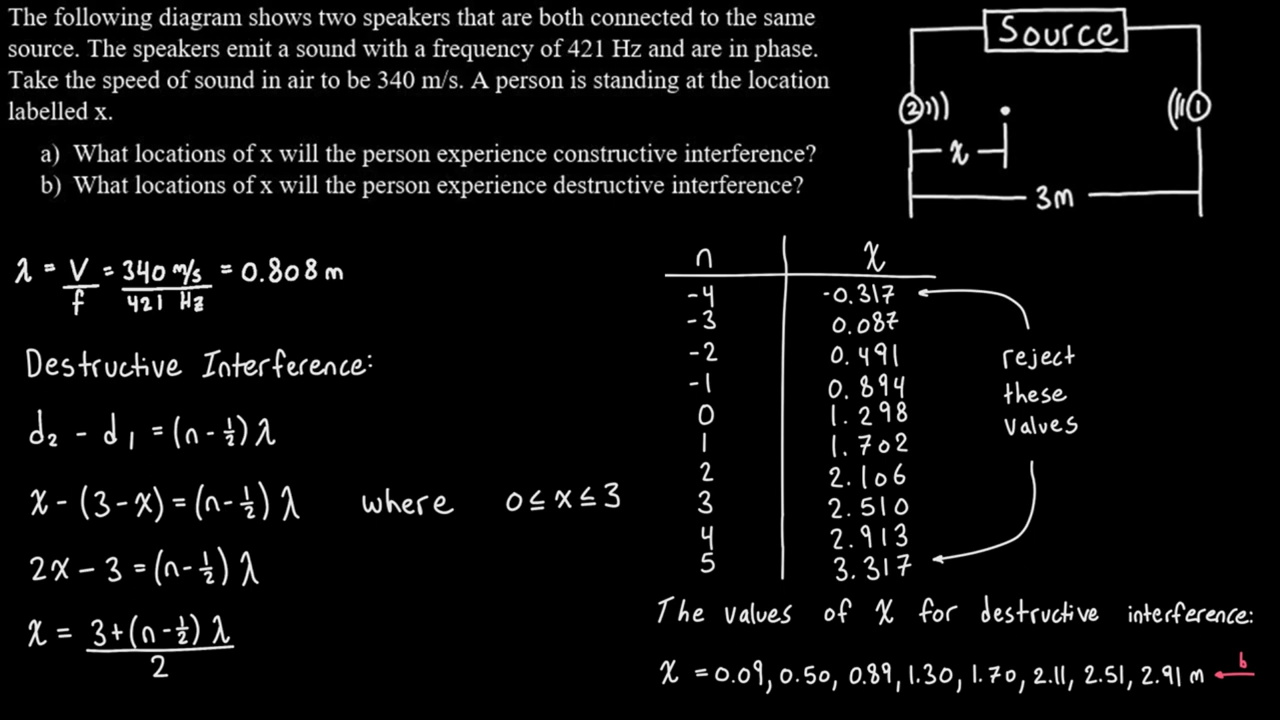 The following diagram shows two speakers that are both connected to the same
source. The speakers emit a sound with a frequency of 421 Hz and are in phase.
Take the speed of sound in air to be 340 m/s. A person is standing at the location
labelled x.
a) What locations of x will the person experience constructive interference?
b) What locations of x will the person experience destructive interference?
Source
2
1
x
3m
λ = V/f = 340 m/s / 421 Hz = 0.808 m
Destructive Interference:
d₂ - d₁ = (n - ½) λ
x - (3 - x) = (n - ½) λ where 0 ≤ x ≤ 3
2x - 3 = (n - ½) λ
x = 3 + (n - ½) λ / 2
n x
-4 -0.317
-3 0.087
-2 0.491
-1 0.894
0 1.298
1 1.702
2 2.106
3 2.510
4 2.913
5 3.317
reject
these
values
The values of x for destructive interference:
x = 0.09, 0.50, 0.89, 1.30, 1.70, 2.11, 2.51, 2.91 m ← b